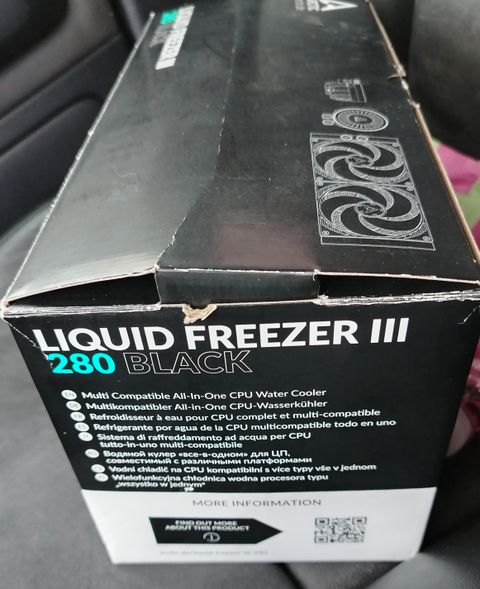 280
LIQUID FREEZER III
280 BLACK
Multi Compatible All-In-One CPU Water Cooler
Multikompatibler All-in-One CPU-Wasserkühler
Refroidisseur à eau pour CPU complet et multi-compatible
Refrigerante por agua de la CPU multicompatible todo en uno
Sistema di raffreddamento ad acqua per CPU
tutto-in-uno multi-compatibile
Водяной кулер «все-в-одном» для ЦП,
совместимый с различными платформами
Vodní chladič na CPU kompatibilní s více typy vše v jednom
Wielofunkcyjna chłodnica wodna procesora typu
„wszystko w jednym”
MORE INFORMATION
FIND OUT MORE
ABOUT THIS PRODUCT